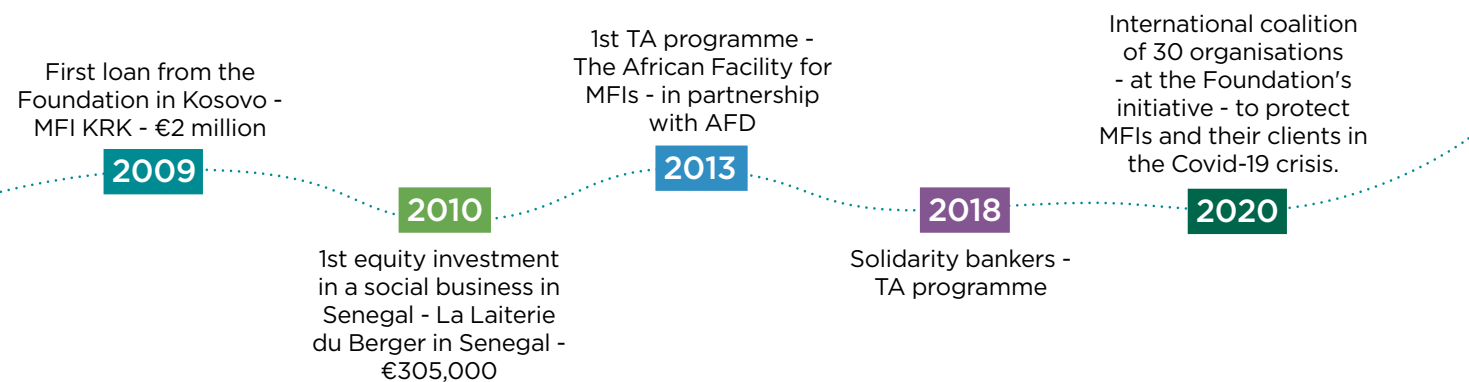 First loan from the
Foundation in Kosovo -
MFI KRK - €2 million
2009
2010
1st equity investment
in a social business in
Senegal - La Laiterie
du Berger in Senegal -
€305,000
1st TA programme -
The African Facility for
MFIs - in partnership
with AFD
2013
2018
Solidarity bankers -
TA programme
International coalition
of 30 organisations
- at the Foundation's
initiative - to protect
MFIs and their clients in
the Covid-19 crisis.
2020